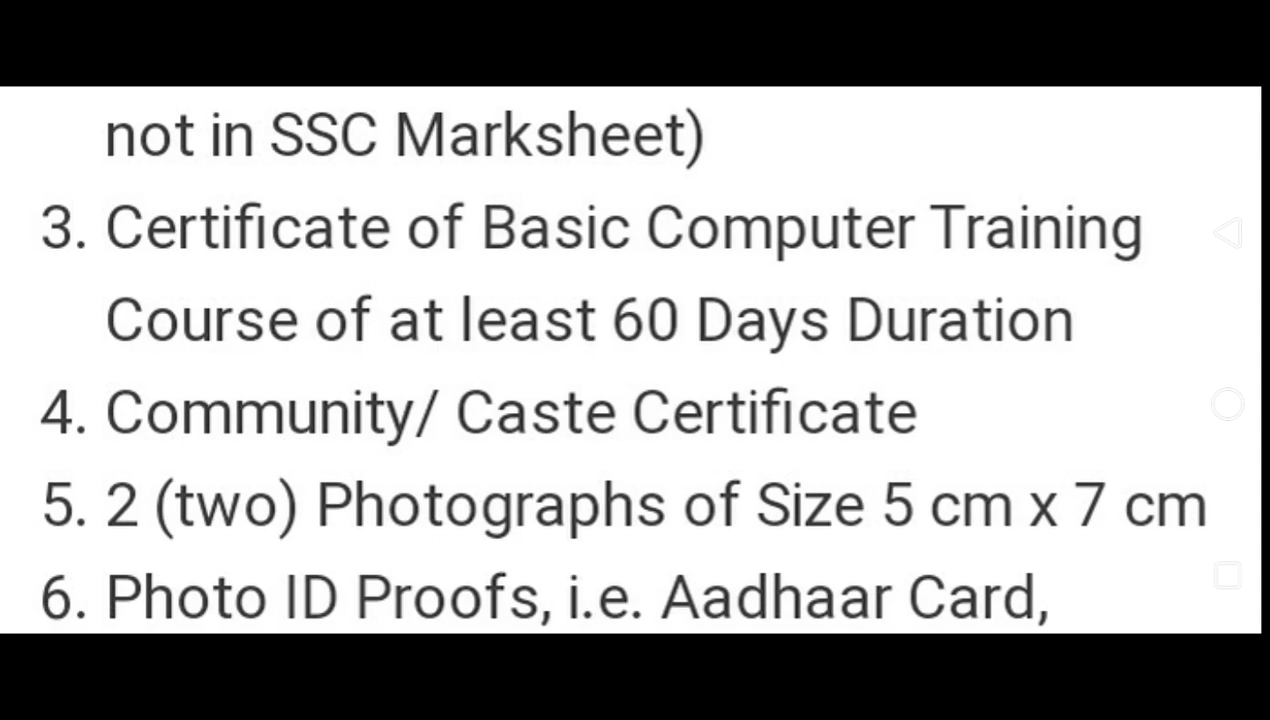 not in SSC Marksheet)
3. Certificate of Basic Computer Training
Course of at least 60 Days Duration
4. Community/ Caste Certificate
5. 2 (two) Photographs of Size 5 cm x 7 cm
6. Photo ID Proofs, i.e. Aadhaar Card,